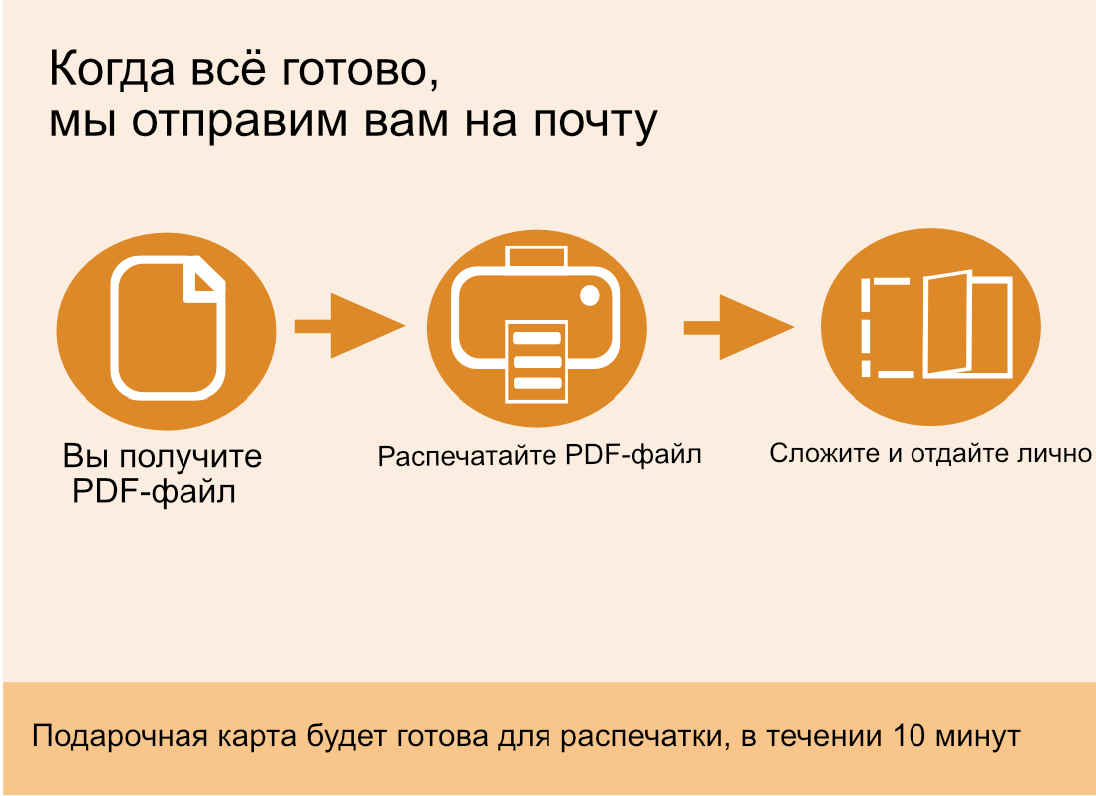 Когда всё готово,
мы отправим вам на почту
Вы получите
PDF-файл
Распечатайте PDF-файл
Сложите и отдайте лично
Подарочная карта будет готова для распечатки, в течении 10 минут